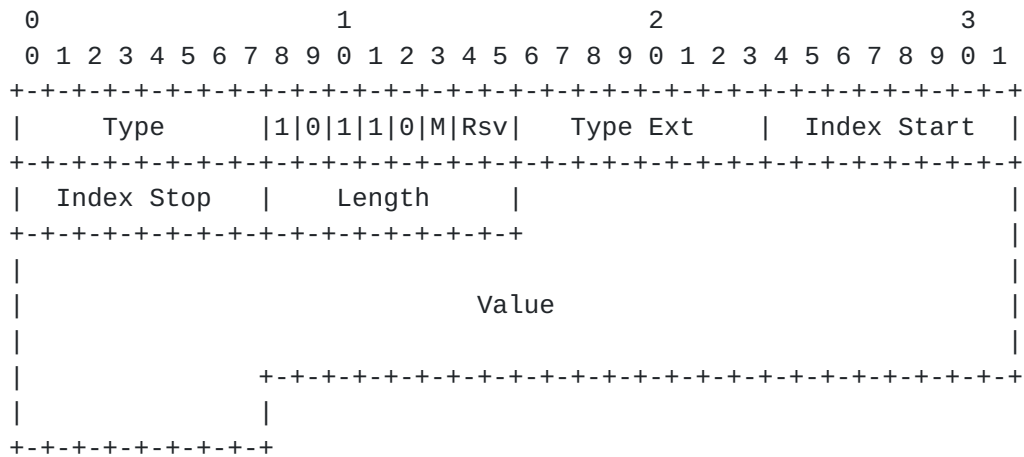 0                   1                   2                   3
 0 1 2 3 4 5 6 7 8 9 0 1 2 3 4 5 6 7 8 9 0 1 2 3 4 5 6 7 8 9 0 1
+-+-+-+-+-+-+-+-+-+-+-+-+-+-+-+-+-+-+-+-+-+-+-+-+-+-+-+-+-+-+-+-+
|     Type      |1|0|1|1|0|M|Rsv|   Type Ext    |  Index Start  |
+-+-+-+-+-+-+-+-+-+-+-+-+-+-+-+-+-+-+-+-+-+-+-+-+-+-+-+-+-+-+-+-+
|  Index Stop   |    Length     |                               |
+-+-+-+-+-+-+-+-+-+-+-+-+-+-+-+-+                               |
|                                                               |
|                             Value                             |
|                                                               |
|               +-+-+-+-+-+-+-+-+-+-+-+-+-+-+-+-+-+-+-+-+-+-+-+-+
|               |
+-+-+-+-+-+-+-+-+